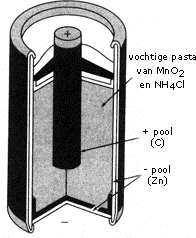 +
vochtige pasta
van MnO2
en NH4Cl
+ pool
(C)
- pool
(Zn)
−